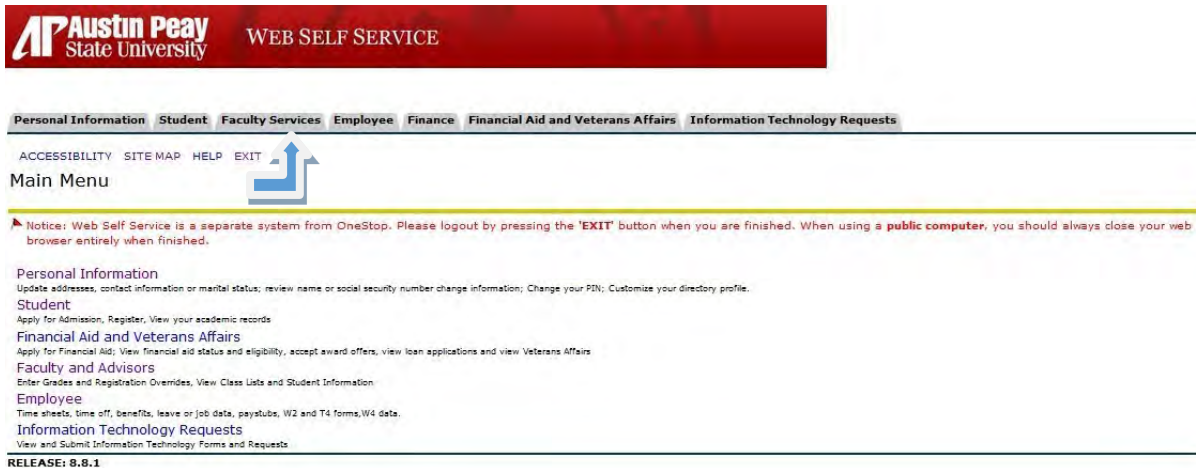 AP Austin Peay
State University
WEB SELF SERVICE
Personal Information Student Faculty Services Employee Finance Financial Aid and Veterans Affairs Information Technology Requests
ACCESSIBILITY SITE MAP HELP EXIT
Main Menu
Notice: Web Self Service is a separate system from OneStop. Please logout by pressing the 'EXIT' button when you are finished. When using a public computer, you should always close your web
browser entirely when finished.
Personal Information
Update addresses, contact information or marital status; review name or social security number change information; Change your PIN; Customize your directory profile.
Student
Apply for Admission, Register, View your academic records
Financial Aid and Veterans Affairs
Apply for Financial Aid; View financial aid status and eligibility, accept award offers, view loan applications and view Veterans Affairs
Faculty and Advisors
Enter Grades and Registration Overrides, View Class Lists and Student Information
Employee
Time sheets, time off, benefits, leave or job data, paystubs, W2 and T4 forms,W4 data.
Information Technology Requests
View and Submit Information Technology Forms and Requests
RELEASE: 8.8.1